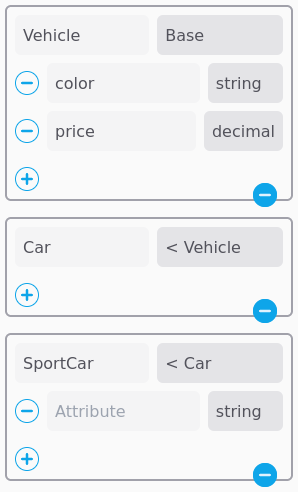 Vehicle Base
color string
price decimal
Car < Vehicle
SportCar < Car
Attribute string